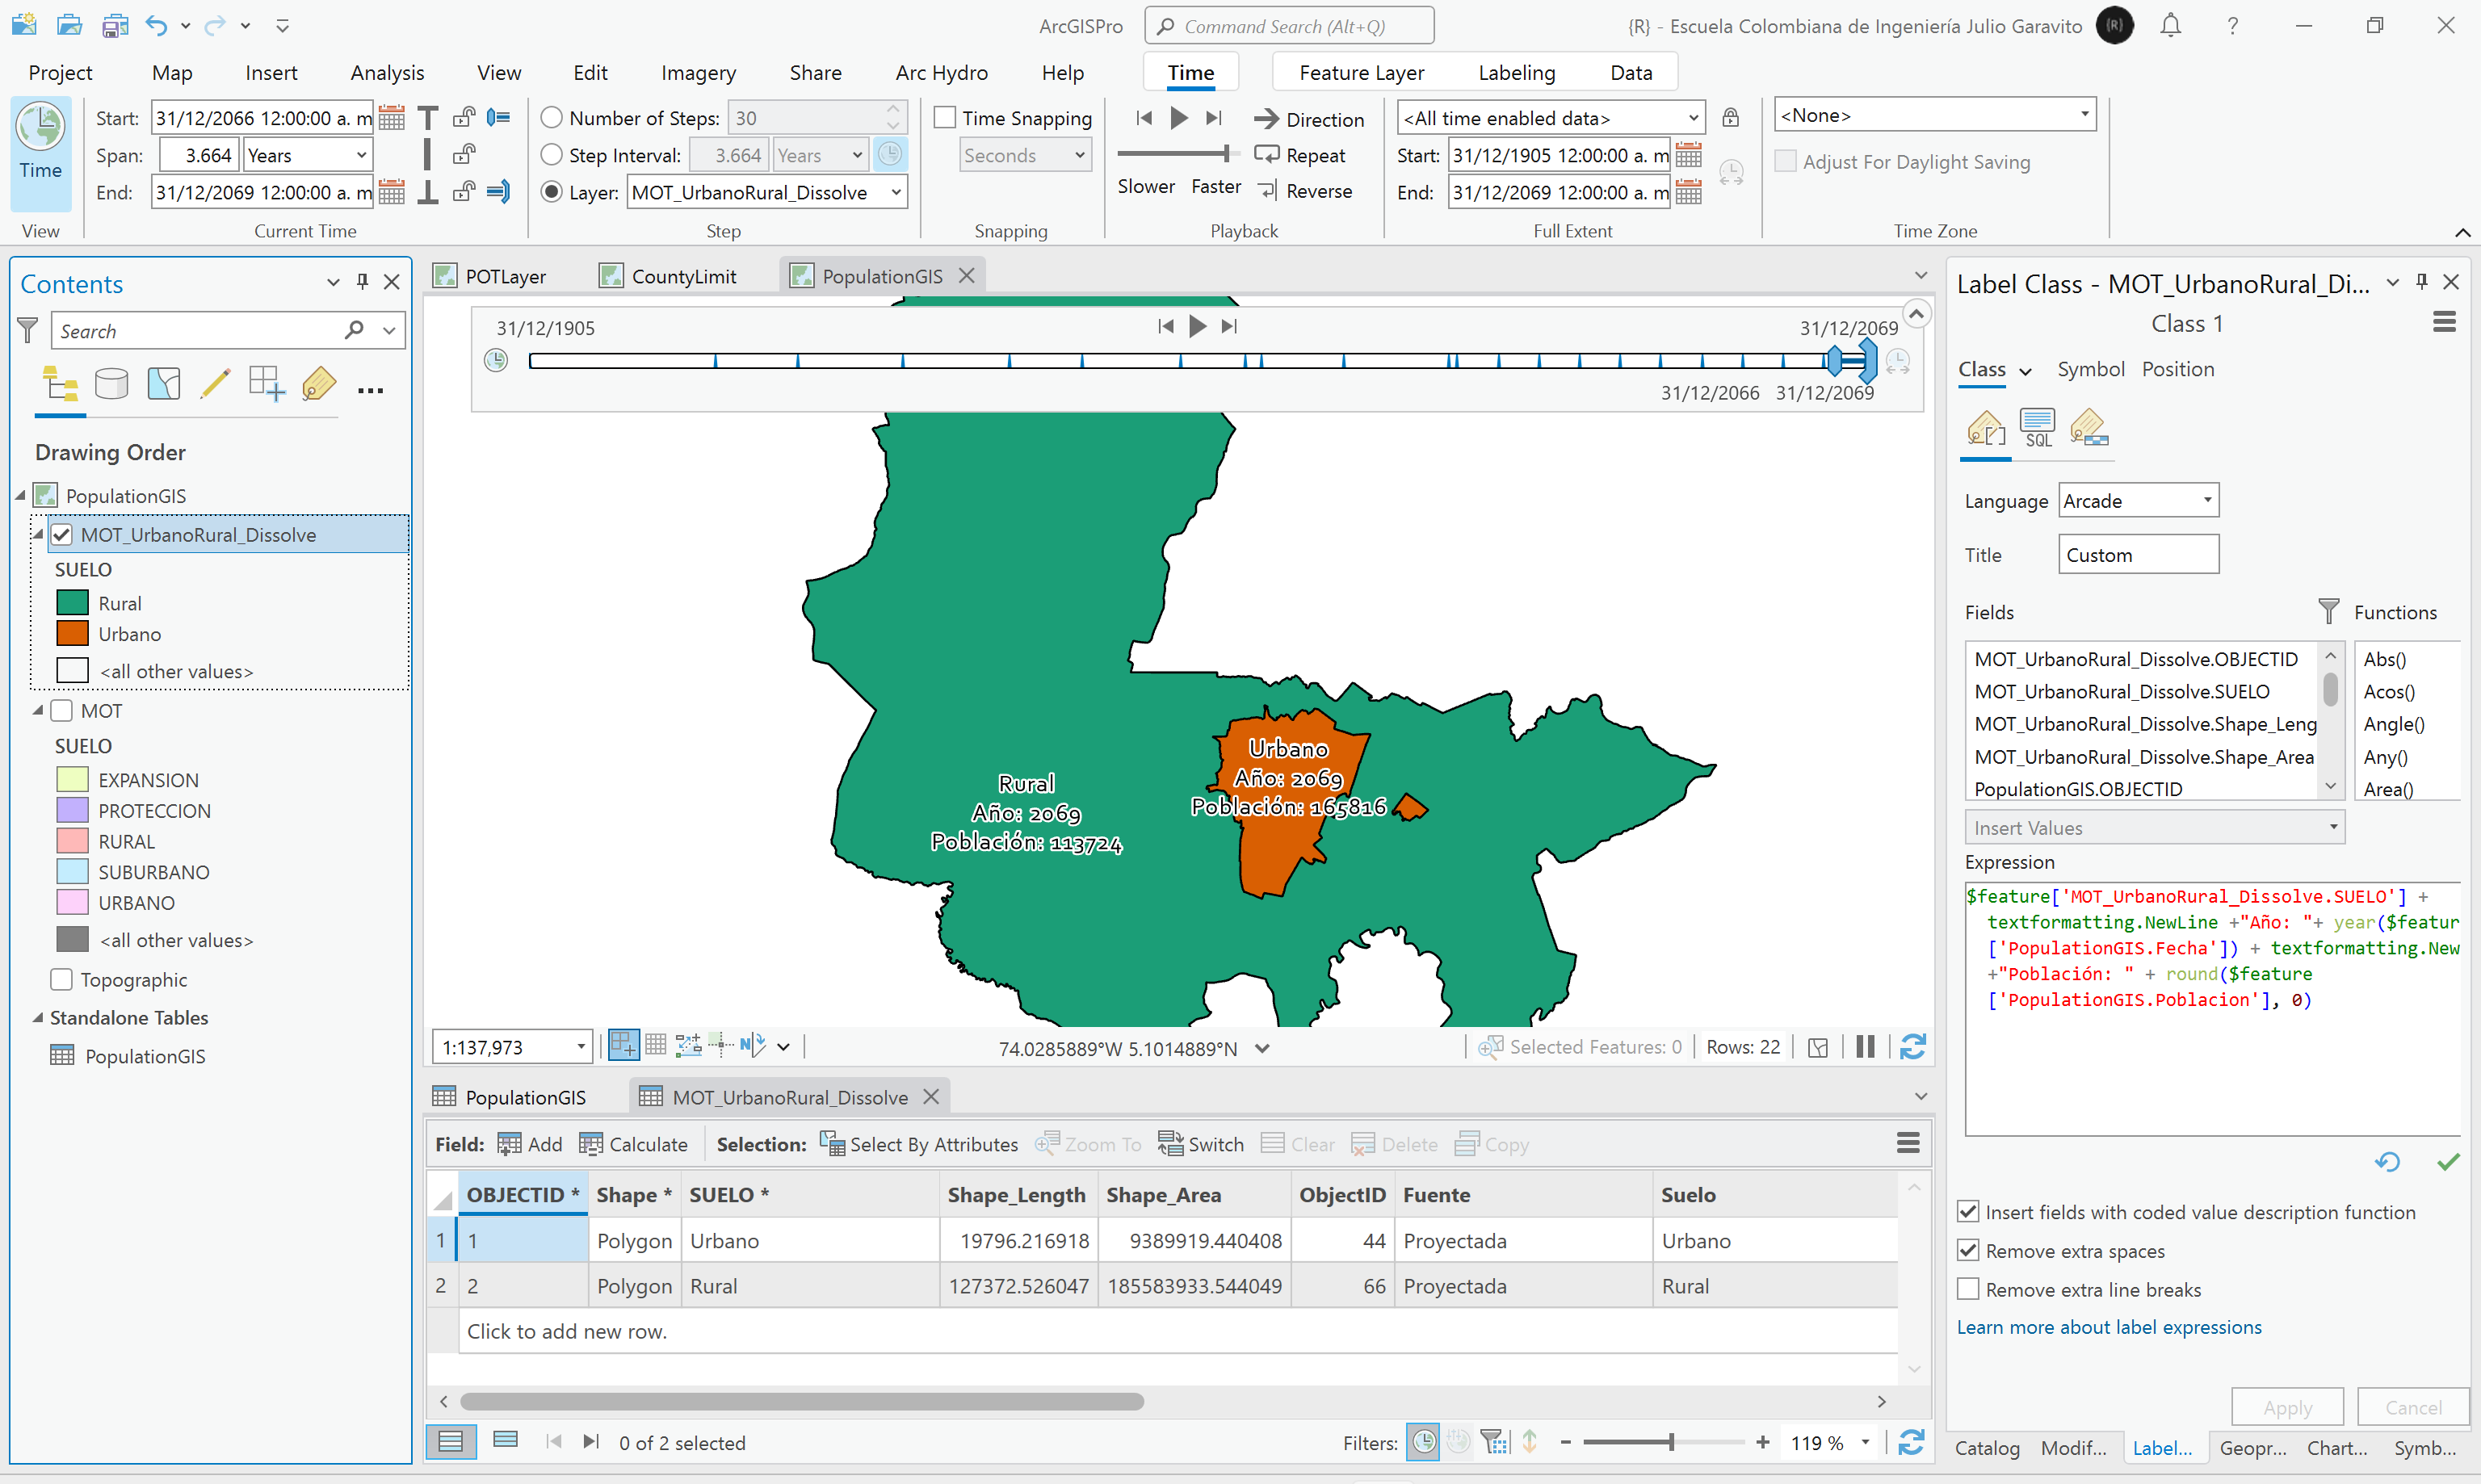 ArcGISPro
Command Search (Alt+Q)
{R} - Escuela Colombiana de Ingeniería Julio Garavito
{R}
?
Project Map Insert Analysis View Edit Imagery Share Arc Hydro Help Time Feature Layer Labeling Data
Time
View
Start: 31/12/2066 12:00:00 a. m
Span: 3.664 Years
End: 31/12/2069 12:00:00 a. m
Current Time
Number of Steps: 30
Step Interval: 3.664 Years
Layer: MOT_UrbanoRural_Dissolve
Step
Time Snapping
Seconds
Snapping
Direction
Repeat
Slower Faster Reverse
Playback
<All time enabled data>
Start: 31/12/1905 12:00:00 a. m
End: 31/12/2069 12:00:00 a. m
Full Extent
<None>
Adjust For Daylight Saving
Time Zone
Contents
Search
Drawing Order
PopulationGIS
MOT_UrbanoRural_Dissolve
SUELO
Rural
Urbano
<all other values>
MOT
SUELO
EXPANSION
PROTECCION
RURAL
SUBURBANO
URBANO
<all other values>
Topographic
Standalone Tables
PopulationGIS
POTLayer CountyLimit PopulationGIS
31/12/1905
31/12/2069
31/12/2066 31/12/2069
Rural
Año: 2069
Población: 113724
Urbano
Año: 2069
Población: 165816
1:137,973
N
74.0285889°W 5.1014889°N
Selected Features: 0
Rows: 22
PopulationGIS MOT_UrbanoRural_Dissolve
Field: Add Calculate Selection: Select By Attributes Zoom To Switch Clear Delete Copy
OBJECTID * Shape * SUELO * Shape_Length Shape_Area ObjectID Fuente Suelo
1 1 Polygon Urbano 19796.216918 9389919.440408 44 Proyectada Urbano
2 2 Polygon Rural 127372.526047 185583933.544049 66 Proyectada Rural
Click to add new row.
0 of 2 selected
Filters:
- + 119 %
Label Class - MOT_UrbanoRural_Di...
Class 1
Class Symbol Position
SQL
Language Arcade
Title Custom
Fields
MOT_UrbanoRural_Dissolve.OBJECTID
MOT_UrbanoRural_Dissolve.SUELO
MOT_UrbanoRural_Dissolve.Shape_Leng
MOT_UrbanoRural_Dissolve.Shape_Area
PopulationGIS.OBJECTID
Functions
Abs()
Acos()
Angle()
Any()
Area()
Insert Values
Expression
$feature['MOT_UrbanoRural_Dissolve.SUELO'] +
textformatting.NewLine +"Año: "+ year($featur
['PopulationGIS.Fecha']) + textformatting.New
+"Población: " + round($feature
['PopulationGIS.Poblacion'], 0)
Insert fields with coded value description function
Remove extra spaces
Remove extra line breaks
Learn more about label expressions
Apply Cancel
Catalog Modif... Label... Geopr... Chart... Symb...